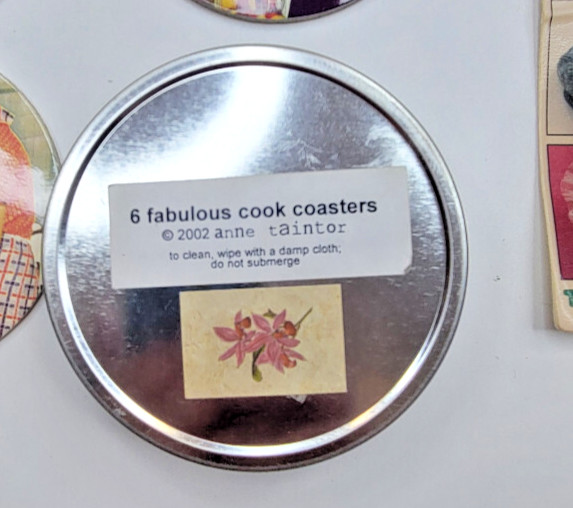 6 fabulous cook coasters
© 2002 anne taintor
to clean, wipe with a damp cloth;
do not submerge